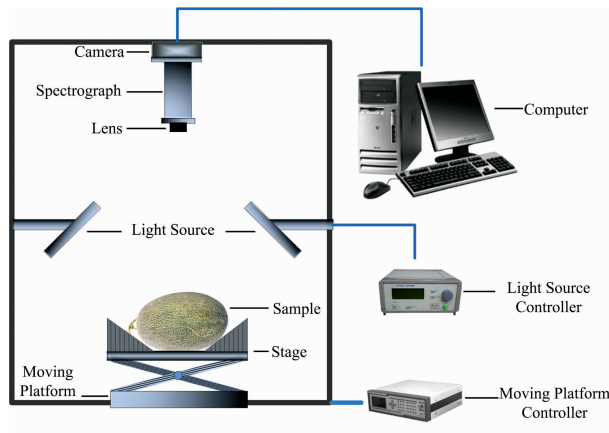 Camera
Spectrograph
Lens
Computer
Light Source
Light Source
Controller
Sample
Stage
Moving
Platform
Moving Platform
Controller